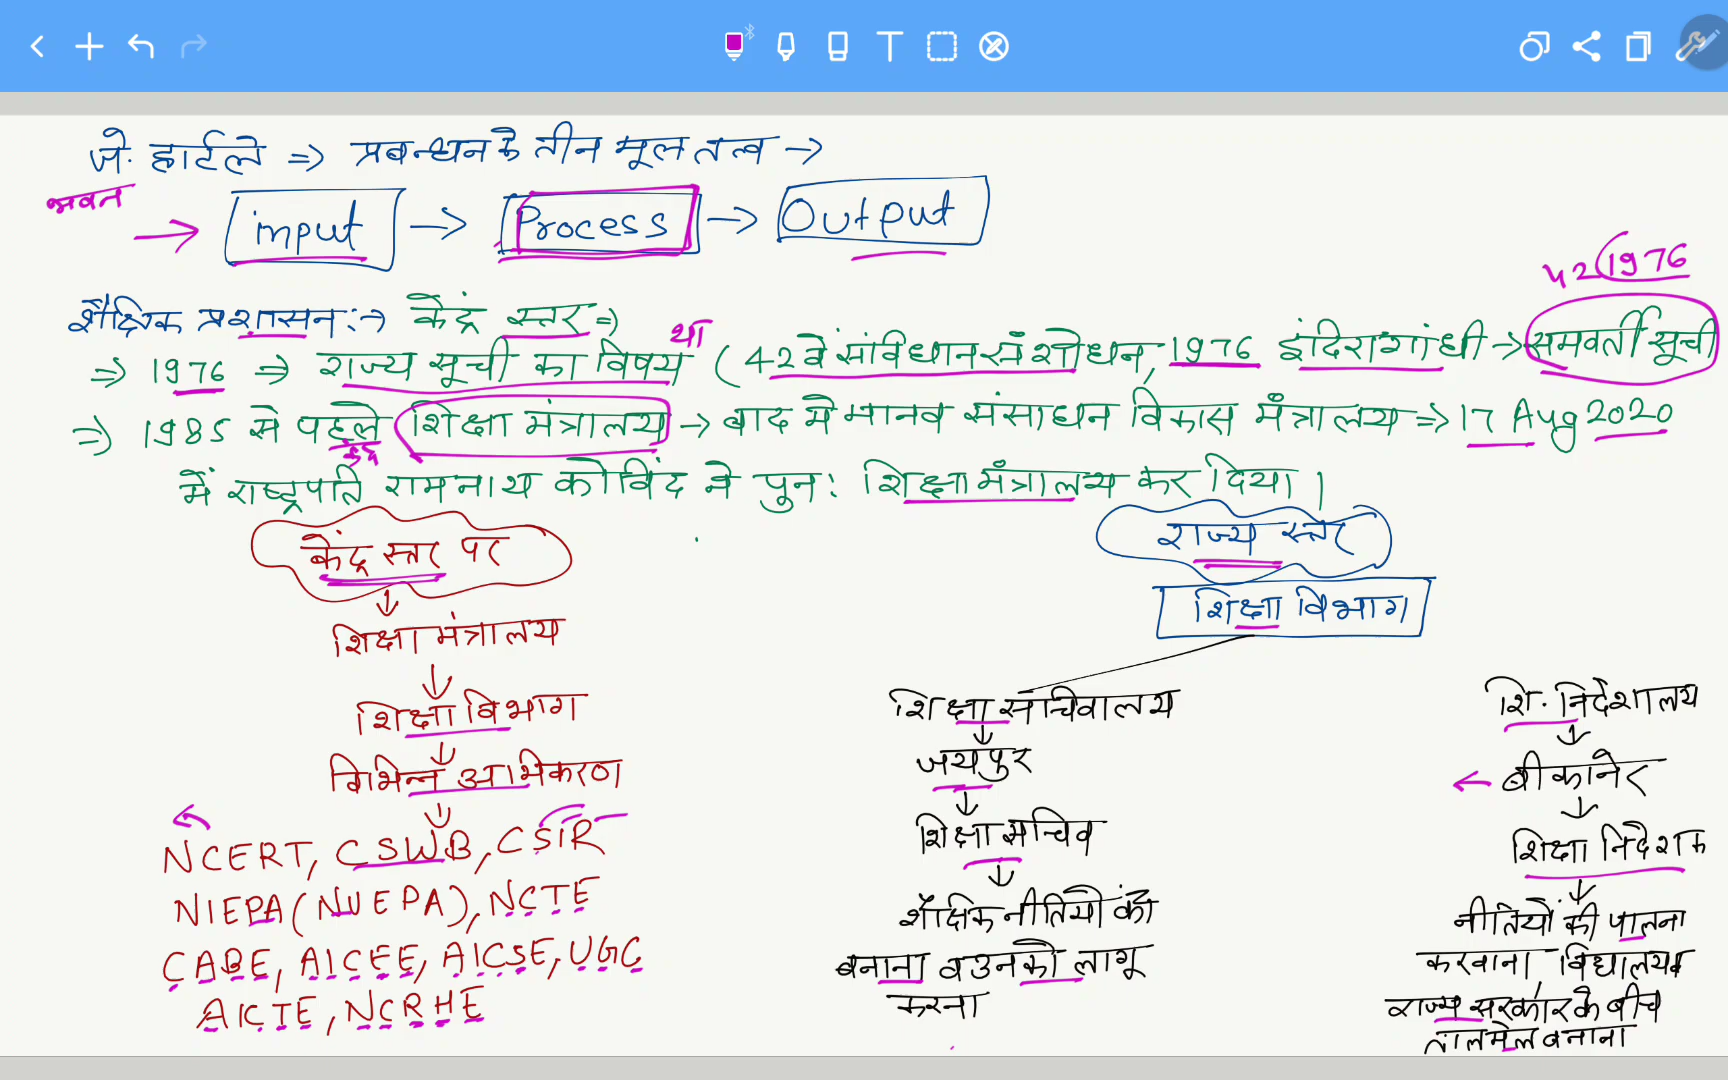 जे. हार्टले => प्रबन्धन के तीन मूल तत्व ->
भवन
-> input -> Process -> Output
42 1976
शैक्षिक प्रशासन :-> केंद्र स्तर =>
था
=> 1976 => राज्य सूची का विषय ( 42 वे संविधान संशोधन, 1976 इंदिरा गांधी -> समवर्ती सूची
=> 1985 से पहले शिक्षा मंत्रालय -> बाद मे मानव संसाधन विकास मंत्रालय => 17 Aug 2020
में राष्ट्रपति रामनाथ कोविंद ने पुनः शिक्षा मंत्रालय कर दिया।
केंद्र स्तर पर
शिक्षा मंत्रालय
शिक्षा विभाग
विभिन्न अभिकरण
NCERT, CSWB, CSIR
NIEPA (NUEPA), NCTE
CABE, AICEE, AICSE, UGC
AICTE, NCRHE
राज्य स्तर
शिक्षा विभाग
शिक्षा सचिवालय
जयपुर
शिक्षा सचिव
शैक्षिक नीतियों को
बनाना व उनको लागू
करना
शि. निदेशालय
बीकानेर
शिक्षा निदेशक
नीतियों की पालना
करवाना, विद्यालय व
राज्य सरकार के बीच
तालमेल बनाना